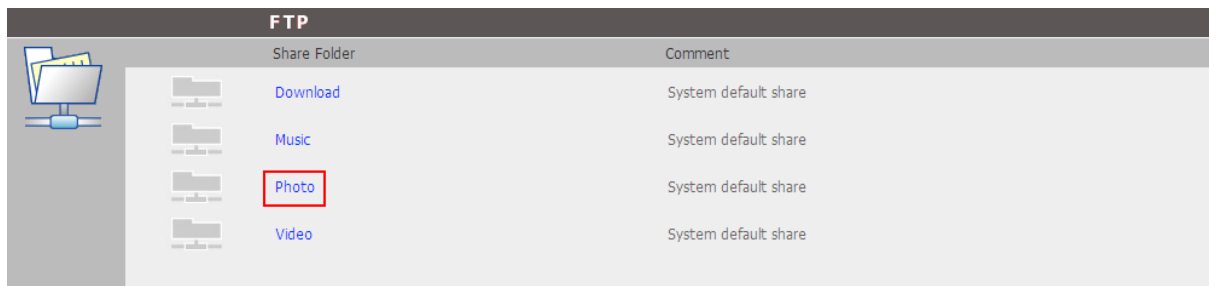 FTP
Share Folder Comment
Download System default share
Music System default share
Photo System default share
Video System default share